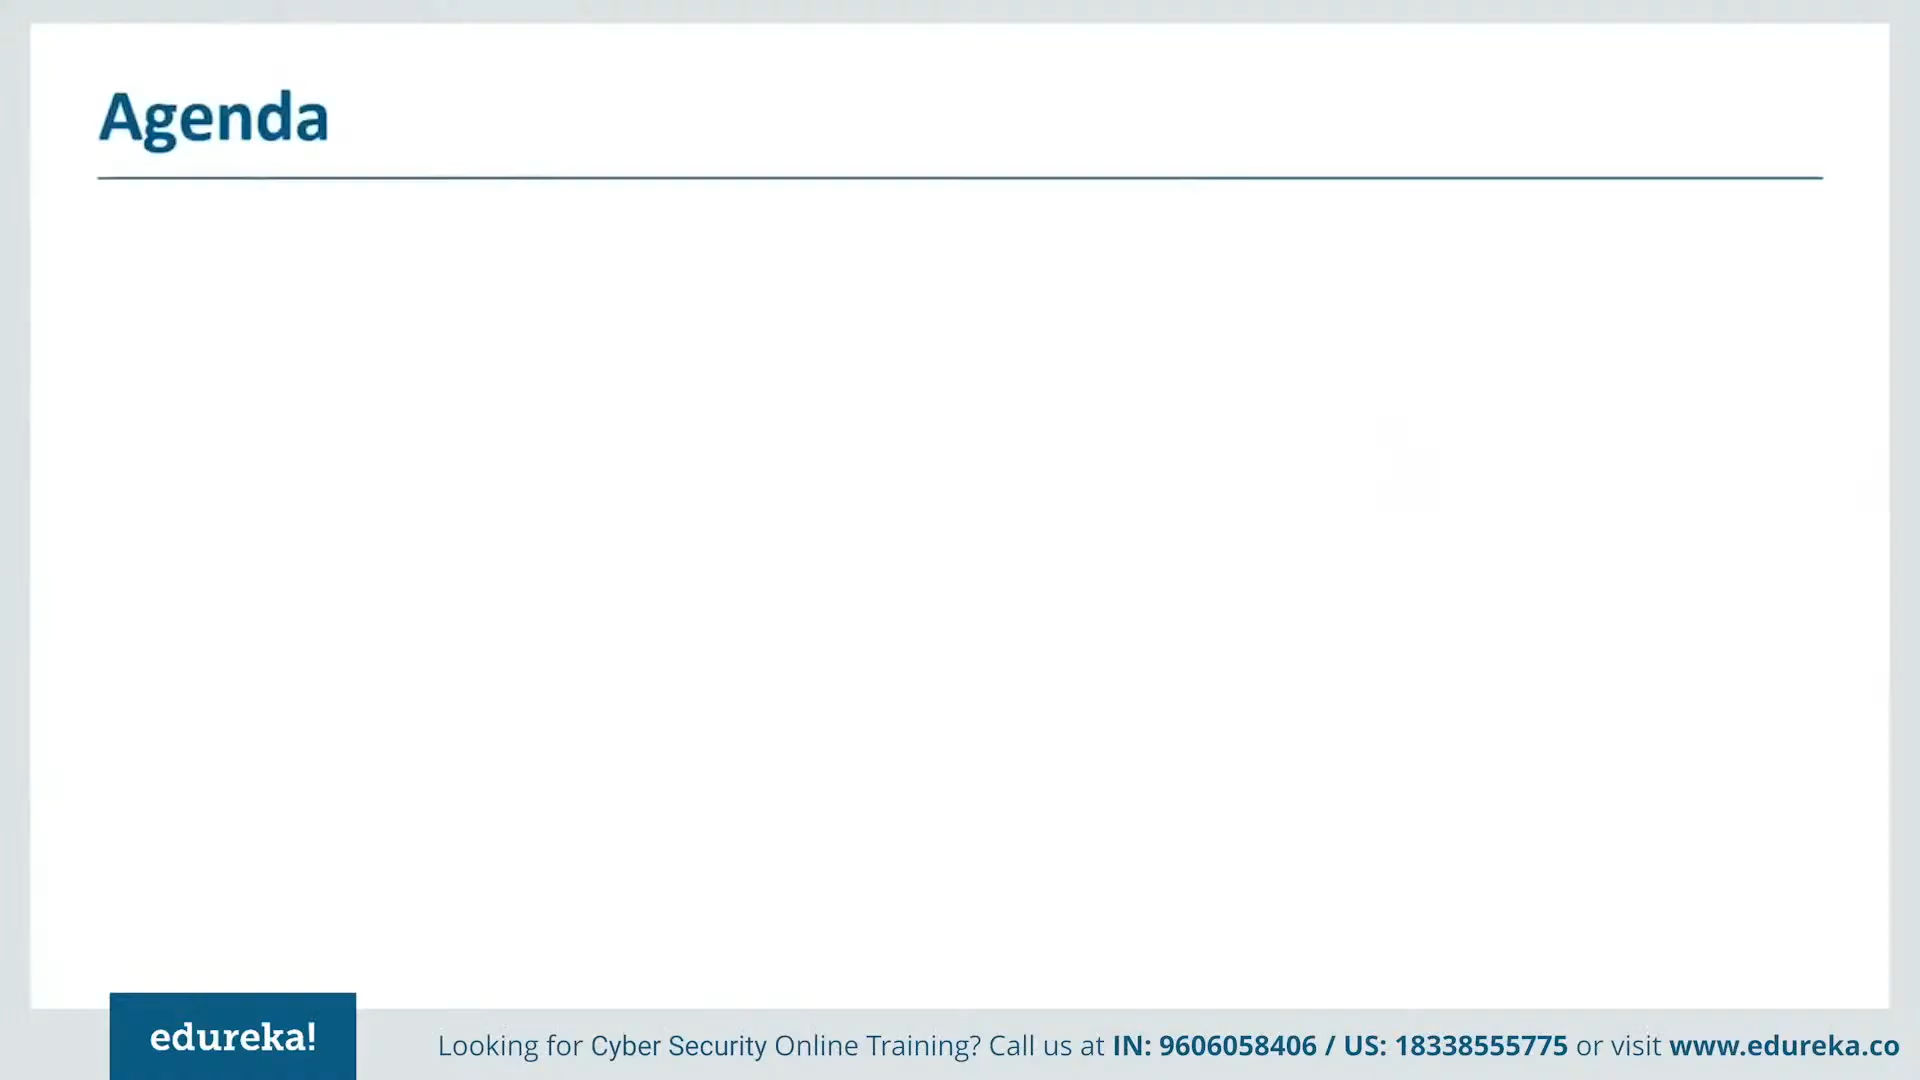 Agenda
edureka!
Looking for Cyber Security Online Training? Call us at IN: 9606058406 / US: 18338555775 or visit www.edureka.co